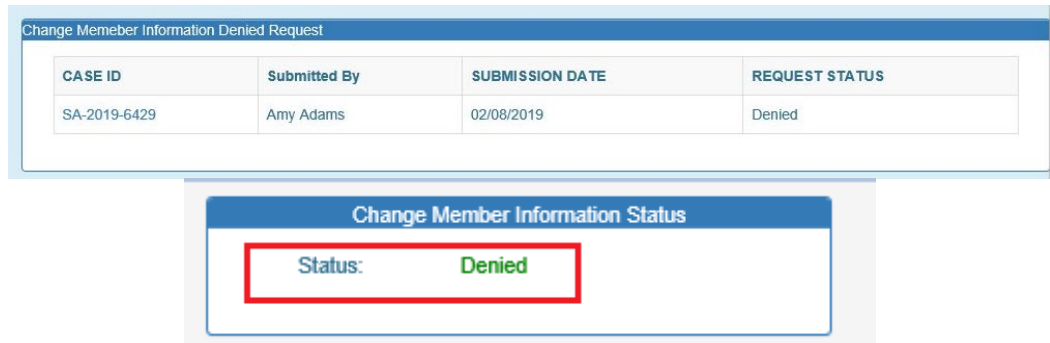 Change Memeber Information Denied Request
CASE ID Submitted By SUBMISSION DATE REQUEST STATUS
SA-2019-6429 Amy Adams 02/08/2019 Denied
Change Member Information Status
Status: Denied